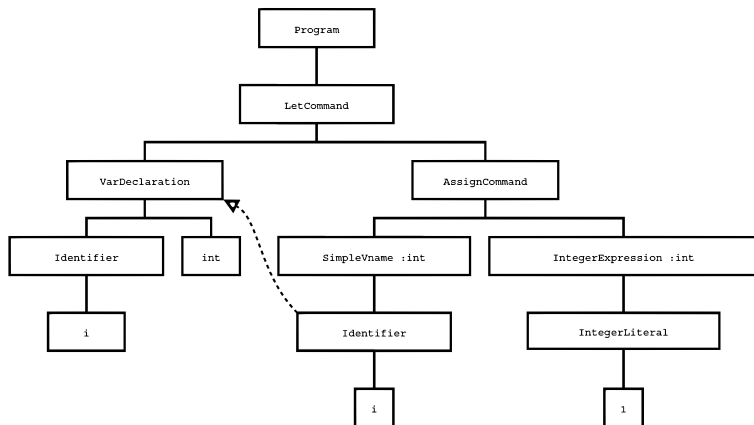 Program
LetCommand
VarDeclaration
AssignCommand
Identifier
int
SimpleVname :int
IntegerExpression :int
i
Identifier
IntegerLiteral
i
1